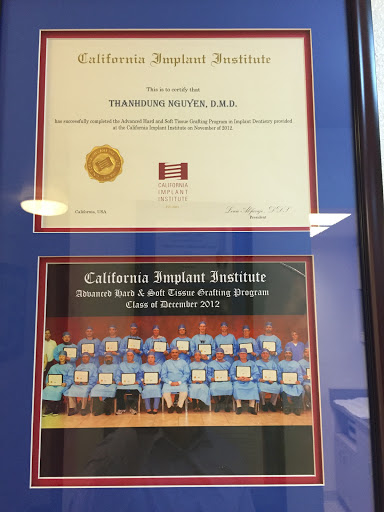 California Implant Institute
This is to certify that
THANHDUNG NGUYEN, D.M.D.
has successfully completed the Advanced Hard and Soft Tissue Grafting Program in Implant Dentistry provided
at the California Implant Institute on November of 2012.
CALIFORNIA
IMPLANT
INSTITUTE
California, USA
President
California Implant Institute
Advanced Hard & Soft Tissue Grafting Program
Class of December 2012